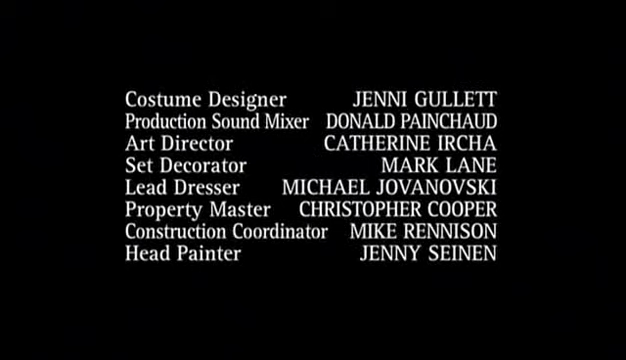 Costume Designer JENNI GULLETT
Production Sound Mixer DONALD PAINCHAUD
Art Director CATHERINE IRCHA
Set Decorator MARK LANE
Lead Dresser MICHAEL JOVANOVSKI
Property Master CHRISTOPHER COOPER
Construction Coordinator MIKE RENNISON
Head Painter JENNY SEINEN